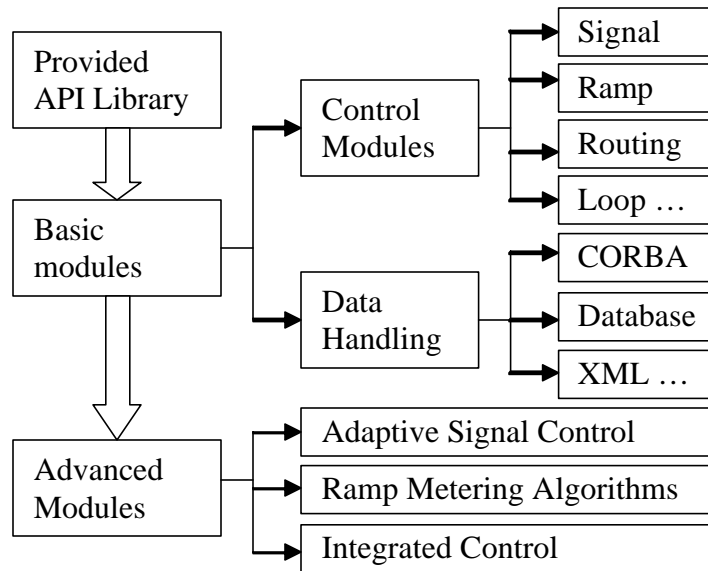 Provided
API Library
Basic
modules
Advanced
Modules
Control
Modules
Data
Handling
Signal
Ramp
Routing
Loop …
CORBA
Database
XML …
Adaptive Signal Control
Ramp Metering Algorithms
Integrated Control